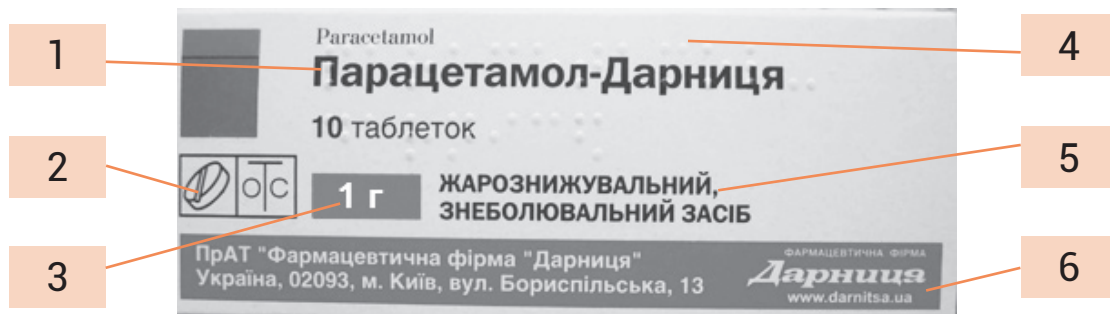 1
2
3
4
5
6
Paracetamol
Парацетамол-Дарниця
10 таблеток
ОТС
1 г
ЖАРОЗНИЖУВАЛЬНИЙ,
ЗНЕБОЛЮВАЛЬНИЙ ЗАСІБ
ПрАТ "Фармацевтична фірма "Дарниця"
Україна, 02093, м. Київ, вул. Бориспільська, 13
ФАРМАЦЕВТИЧНА ФІРМА
Дарниця
www.darnitsa.ua